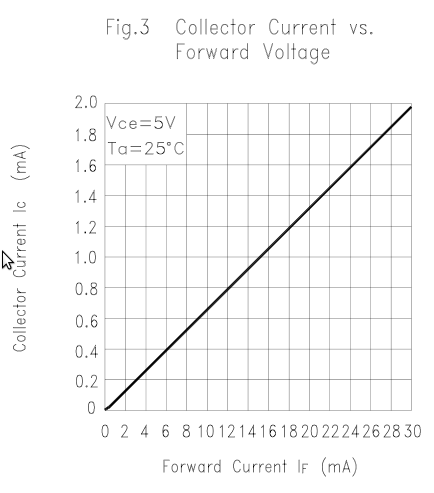 Fig.3 Collector Current vs.
Forward Voltage
2.0
Vce=5V
1.8
Ta=25°C
1.6
1.4
1.2
1.0
0.8
0.6
0.4
0.2
0
Collector Current Ic (mA)
0 2 4 6 8 10 12 14 16 18 20 22 24 26 28 30
Forward Current IF (mA)